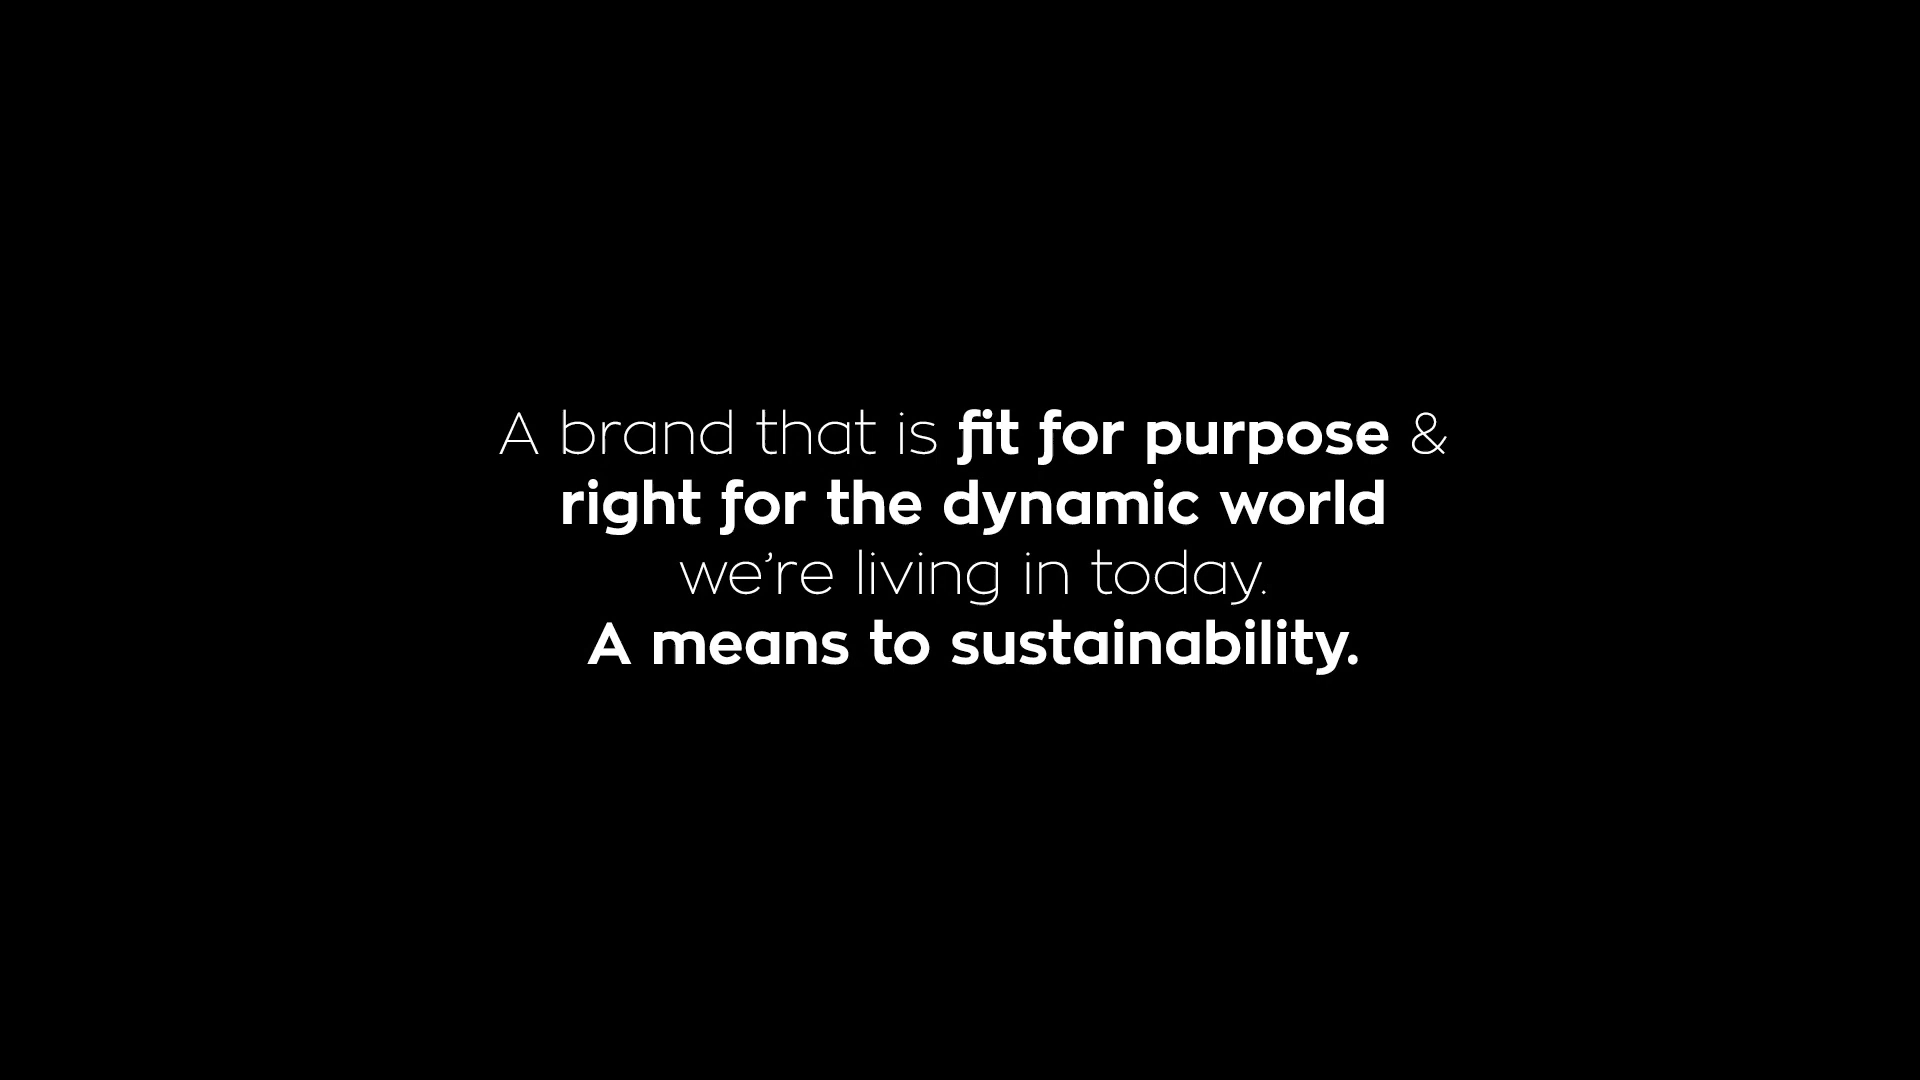 A brand that is fit for purpose &
right for the dynamic world
we’re living in today.
A means to sustainability.